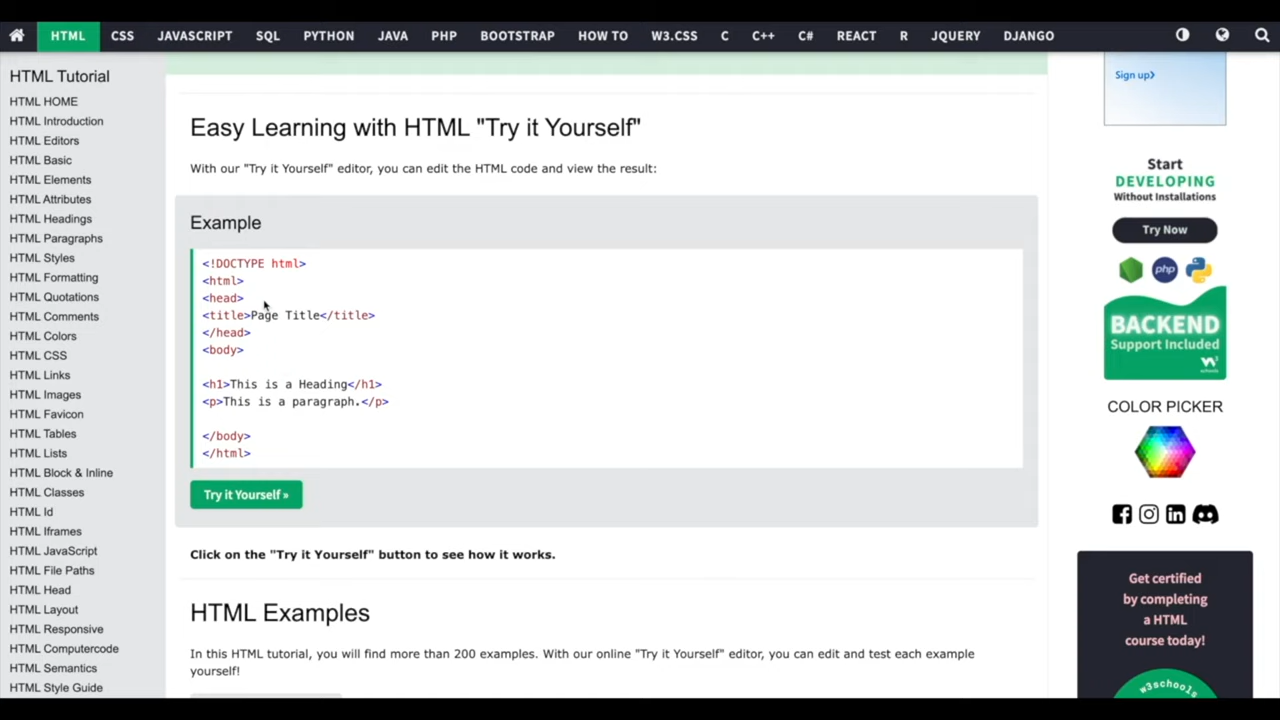 HTML CSS JAVASCRIPT SQL PYTHON JAVA PHP BOOTSTRAP HOW TO W3.CSS C C++ C# REACT R JQUERY DJANGO
HTML Tutorial
HTML HOME
HTML Introduction
HTML Editors
HTML Basic
HTML Elements
HTML Attributes
HTML Headings
HTML Paragraphs
HTML Styles
HTML Formatting
HTML Quotations
HTML Comments
HTML Colors
HTML CSS
HTML Links
HTML Images
HTML Favicon
HTML Tables
HTML Lists
HTML Block & Inline
HTML Classes
HTML Id
HTML Iframes
HTML JavaScript
HTML File Paths
HTML Head
HTML Layout
HTML Responsive
HTML Computercode
HTML Semantics
HTML Style Guide
Easy Learning with HTML "Try it Yourself"
With our "Try it Yourself" editor, you can edit the HTML code and view the result:
Example
<!DOCTYPE html>
<html>
<head>
<title>Page Title</title>
</head>
<body>
<h1>This is a Heading</h1>
<p>This is a paragraph.</p>
</body>
</html>
Try it Yourself »
Click on the "Try it Yourself" button to see how it works.
HTML Examples
In this HTML tutorial, you will find more than 200 examples. With our online "Try it Yourself" editor, you can edit and test each example
yourself!
Sign up❯
Start
DEVELOPING
Without Installations
Try Now
php
BACKEND
Support Included
W3
schools
COLOR PICKER
Get certified
by completing
a HTML
course today!
w3schools